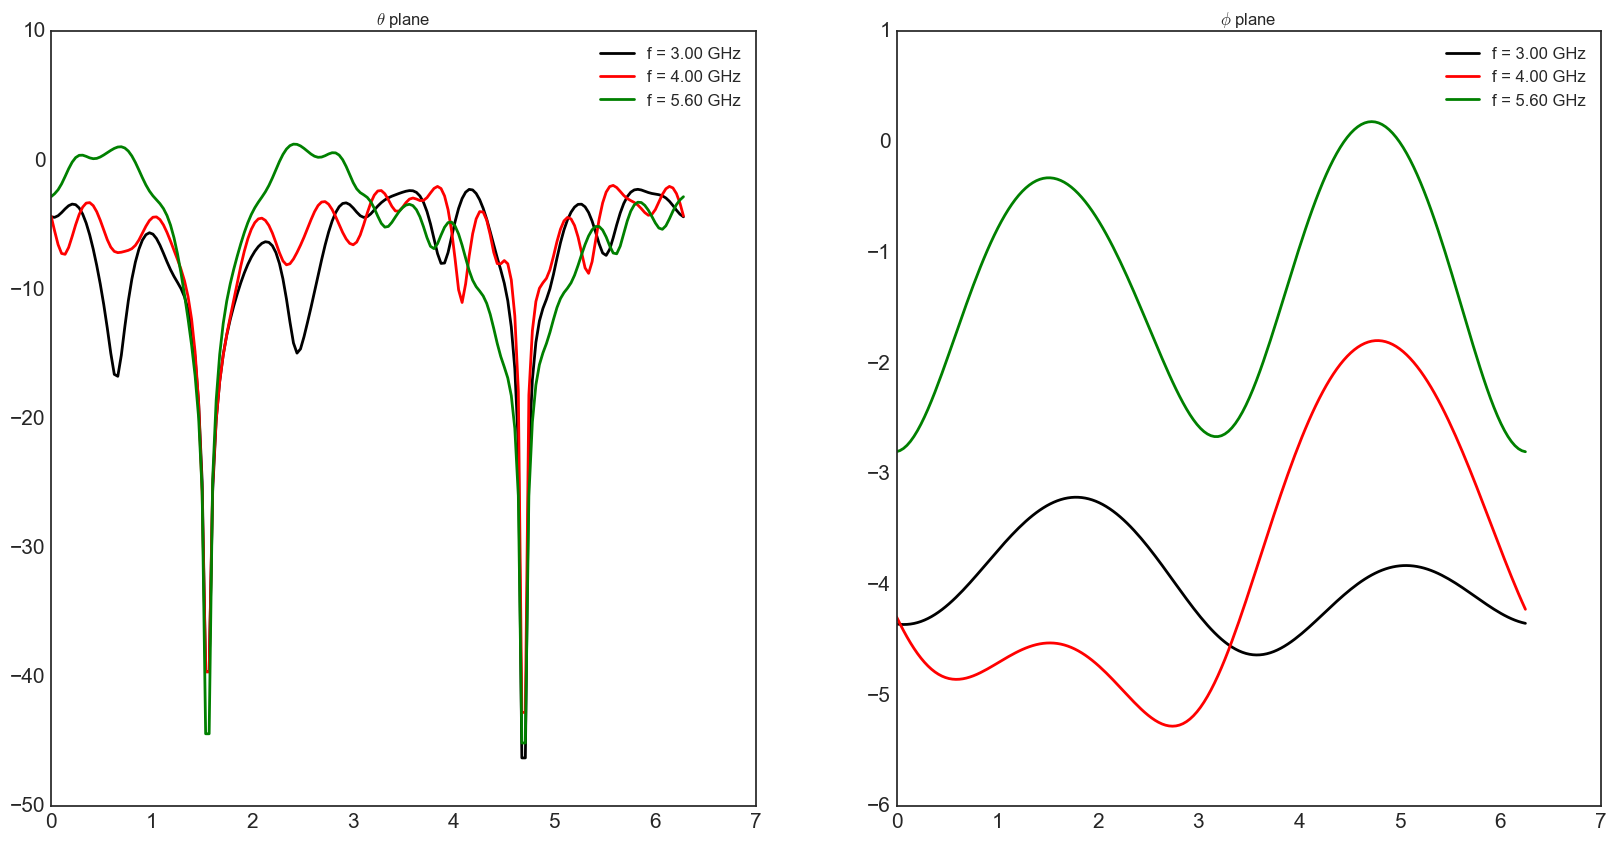 θ plane
10
0
−10
−20
−30
−40
−50
0 1 2 3 4 5 6 7
f = 3.00 GHz
f = 4.00 GHz
f = 5.60 GHz
ϕ plane
1
0
−1
−2
−3
−4
−5
−6
0 1 2 3 4 5 6 7
f = 3.00 GHz
f = 4.00 GHz
f = 5.60 GHz